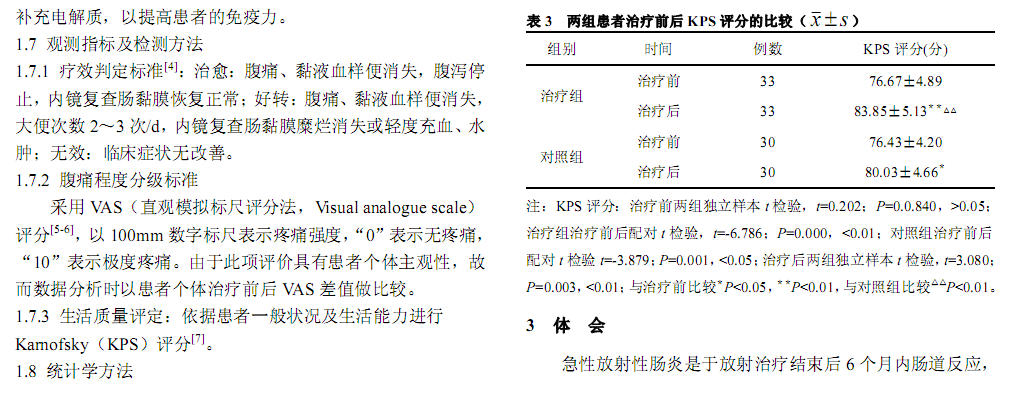 补充电解质，以提高患者的免疫力。
1.7 观测指标及检测方法
1.7.1 疗效判定标准[4]：治愈：腹痛、黏液血样便消失，腹泻停
止，内镜复查肠黏膜恢复正常；好转：腹痛、黏液血样便消失，
大便次数 2～3 次/d，内镜复查肠黏膜糜烂消失或轻度充血、水
肿；无效：临床症状无改善。
1.7.2 腹痛程度分级标准
采用 VAS（直观模拟标尺评分法，Visual analogue scale）
评分[5-6]，以 100mm 数字标尺表示疼痛强度，“0”表示无疼痛，
“10”表示极度疼痛。由于此项评价具有患者个体主观性，故
而数据分析时以患者个体治疗前后 VAS 差值做比较。
1.7.3 生活质量评定：依据患者一般状况及生活能力进行
Karnofsky（KPS）评分[7]。
1.8 统计学方法
表 3 两组患者治疗前后 KPS 评分的比较（x̄±s）
组别 时间 例数 KPS 评分(分)
治疗组 治疗前 33 76.67±4.89
治疗后 33 83.85±5.13**△△
对照组 治疗前 30 76.43±4.20
治疗后 30 80.03±4.66*
注：KPS 评分：治疗前两组独立样本 t 检验，t=0.202；P=0.0.840，>0.05；
治疗组治疗前后配对 t 检验，t=-6.786；P=0.000，<0.01；对照组治疗前后
配对 t 检验 t=-3.879；P=0.001，<0.05；治疗后两组独立样本 t 检验，t=3.080；
P=0.003，<0.01；与治疗前比较*P<0.05，**P<0.01，与对照组比较△△P<0.01。
3 体 会
急性放射性肠炎是于放射治疗结束后 6 个月内肠道反应，